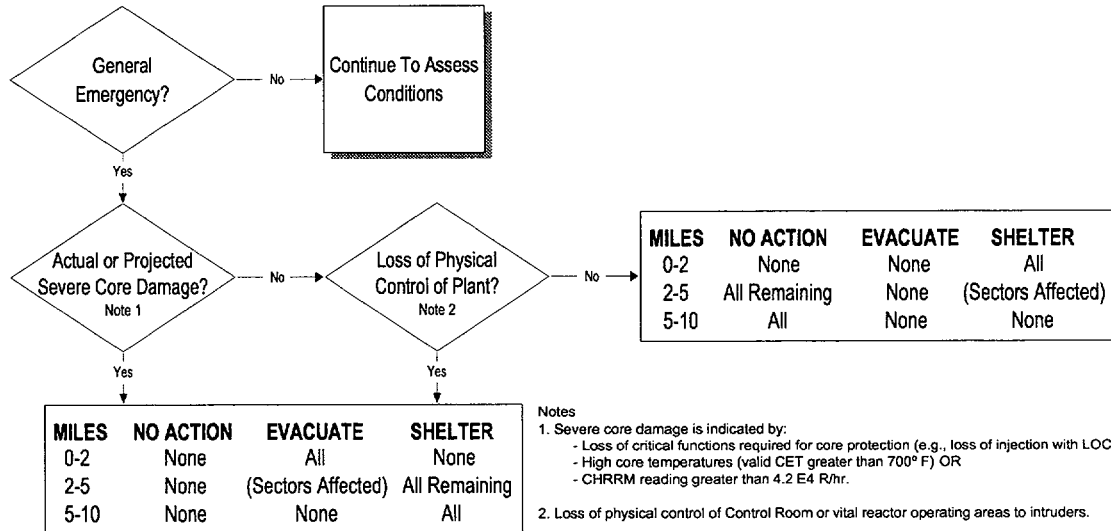 General
Emergency?
No
Continue To Assess
Conditions
Yes
Actual or Projected
Severe Core Damage?
Note 1
No
Loss of Physical
Control of Plant?
Note 2
No
MILES NO ACTION EVACUATE SHELTER
0-2 None None All
2-5 All Remaining None (Sectors Affected)
5-10 All None None
Yes
Yes
MILES NO ACTION EVACUATE SHELTER
0-2 None All None
2-5 None (Sectors Affected) All Remaining
5-10 None None All
Notes
1. Severe core damage is indicated by:
- Loss of critical functions required for core protection (e.g., loss of injection with LOC
- High core temperatures (valid CET greater than 700° F) OR
- CHRRM reading greater than 4.2 E4 R/hr.
2. Loss of physical control of Control Room or vital reactor operating areas to intruders.